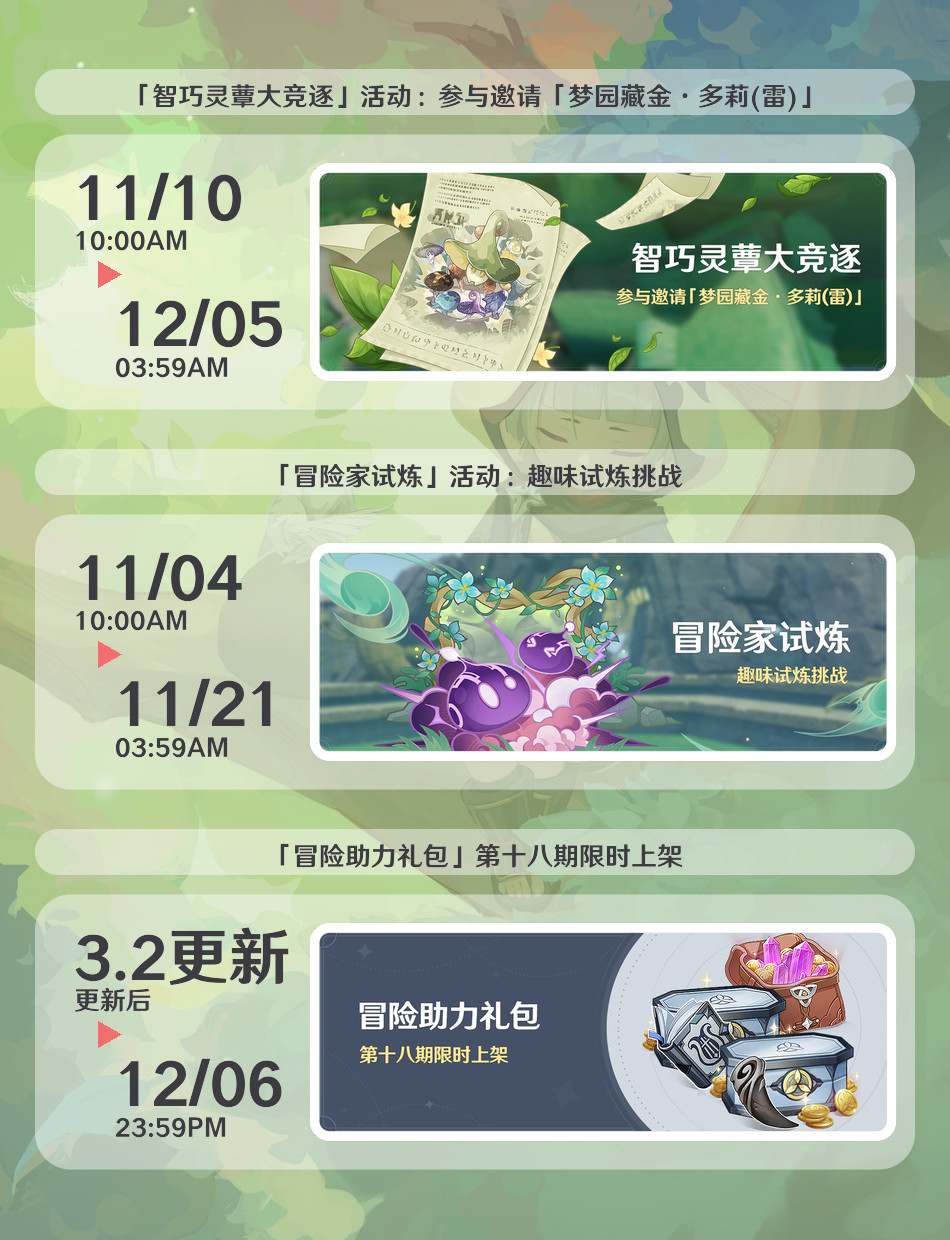 「智巧灵蕈大竞逐」活动：参与邀请「梦园藏金·多莉(雷)」
11/10
10:00AM
12/05
03:59AM
智巧灵蕈大竞逐
参与邀请「梦园藏金·多莉(雷)」
「冒险家试炼」活动：趣味试炼挑战
11/04
10:00AM
11/21
03:59AM
冒险家试炼
趣味试炼挑战
「冒险助力礼包」第十八期限时上架
3.2更新
更新后
12/06
23:59PM
冒险助力礼包
第十八期限时上架